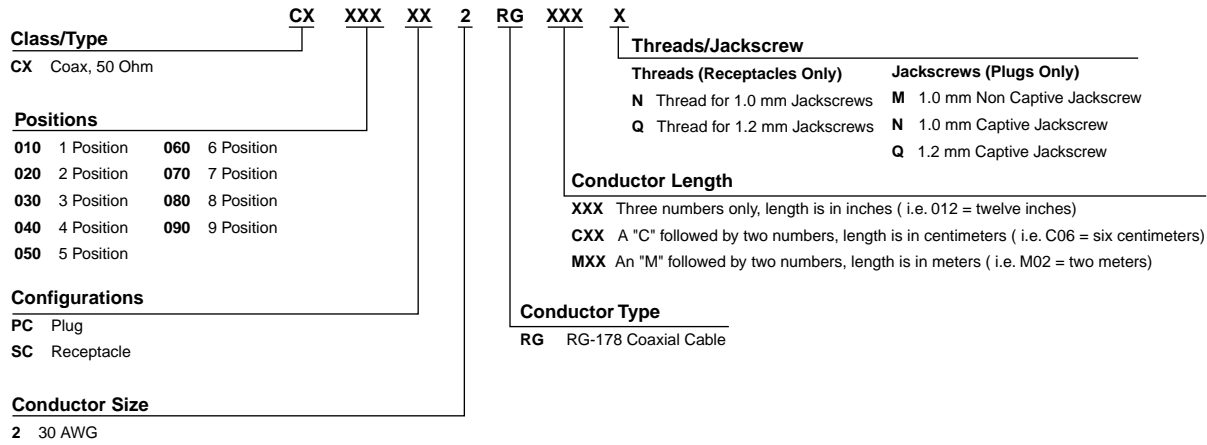 CX XXX XX 2 RG XXX X
Class/Type
CX Coax, 50 Ohm
Positions
010 1 Position 060 6 Position
020 2 Position 070 7 Position
030 3 Position 080 8 Position
040 4 Position 090 9 Position
050 5 Position
Configurations
PC Plug
SC Receptacle
Conductor Size
2 30 AWG
Threads/Jackscrew
Threads (Receptacles Only)
N Thread for 1.0 mm Jackscrews
Q Thread for 1.2 mm Jackscrews
Jackscrews (Plugs Only)
M 1.0 mm Non Captive Jackscrew
N 1.0 mm Captive Jackscrew
Q 1.2 mm Captive Jackscrew
Conductor Length
XXX Three numbers only, length is in inches ( i.e. 012 = twelve inches)
CXX A "C" followed by two numbers, length is in centimeters ( i.e. C06 = six centimeters)
MXX An "M" followed by two numbers, length is in meters ( i.e. M02 = two meters)
Conductor Type
RG RG-178 Coaxial Cable